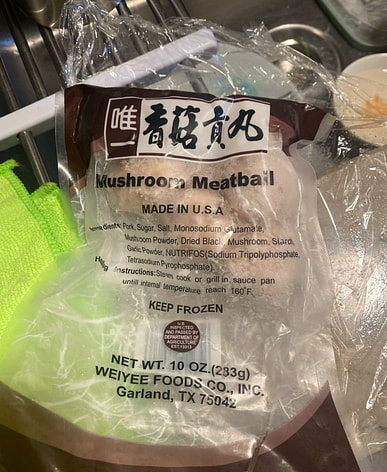 唯一
香菇貢丸
Mushroom Meatball
MADE IN U.S.A
Pork, Sugar, Salt, Monosodium Glutamate,
Mushroom Powder, Dried Black Mushroom, Starch,
Garlic Powder, NUTRIFOS(Sodium Tripolyphosphate,
Tetrasodium Pyrophosphate)
Instructions: Steam, cook or grill in sauce pan
untill internal temperature reach 160°F.
KEEP FROZEN
U.S.
INSPECTED
AND PASSED BY
DEPARTMENT OF
AGRICULTURE
NET WT. 10 OZ.(283g)
WEIYEE FOODS CO., INC.
Garland, TX 75042